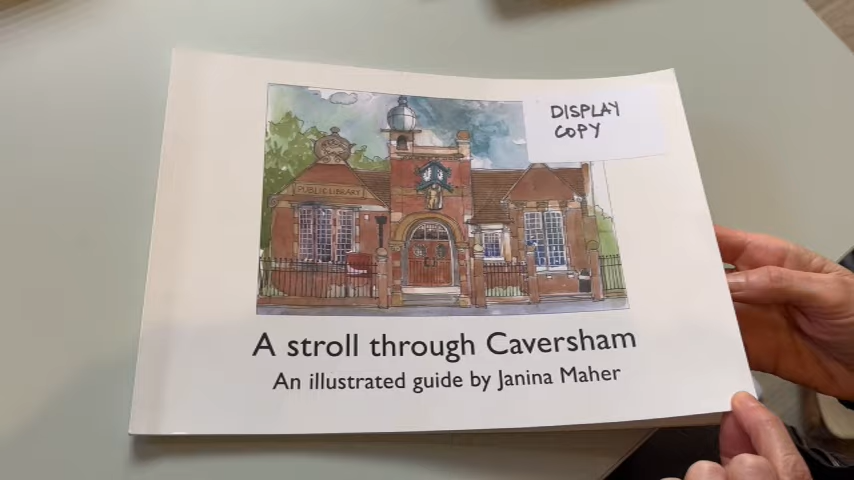 DISPLAY
COPY
PUBLIC LIBRARY
A stroll through Caversham
An illustrated guide by Janina Maher